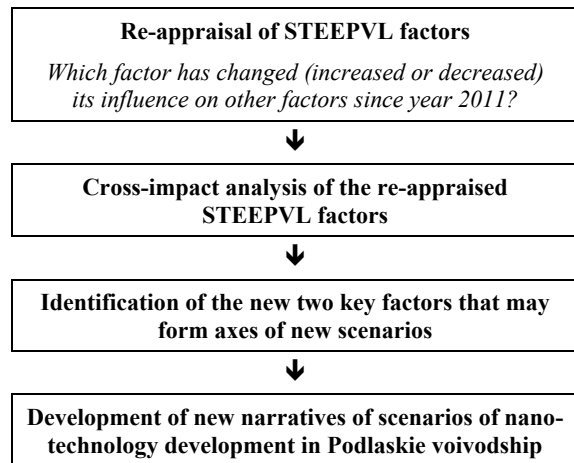 Re-appraisal of STEEPVL factors
Which factor has changed (increased or decreased)
its influence on other factors since year 2011?
Cross-impact analysis of the re-appraised
STEEPVL factors
Identification of the new two key factors that may
form axes of new scenarios
Development of new narratives of scenarios of nano-
technology development in Podlaskie voivodship